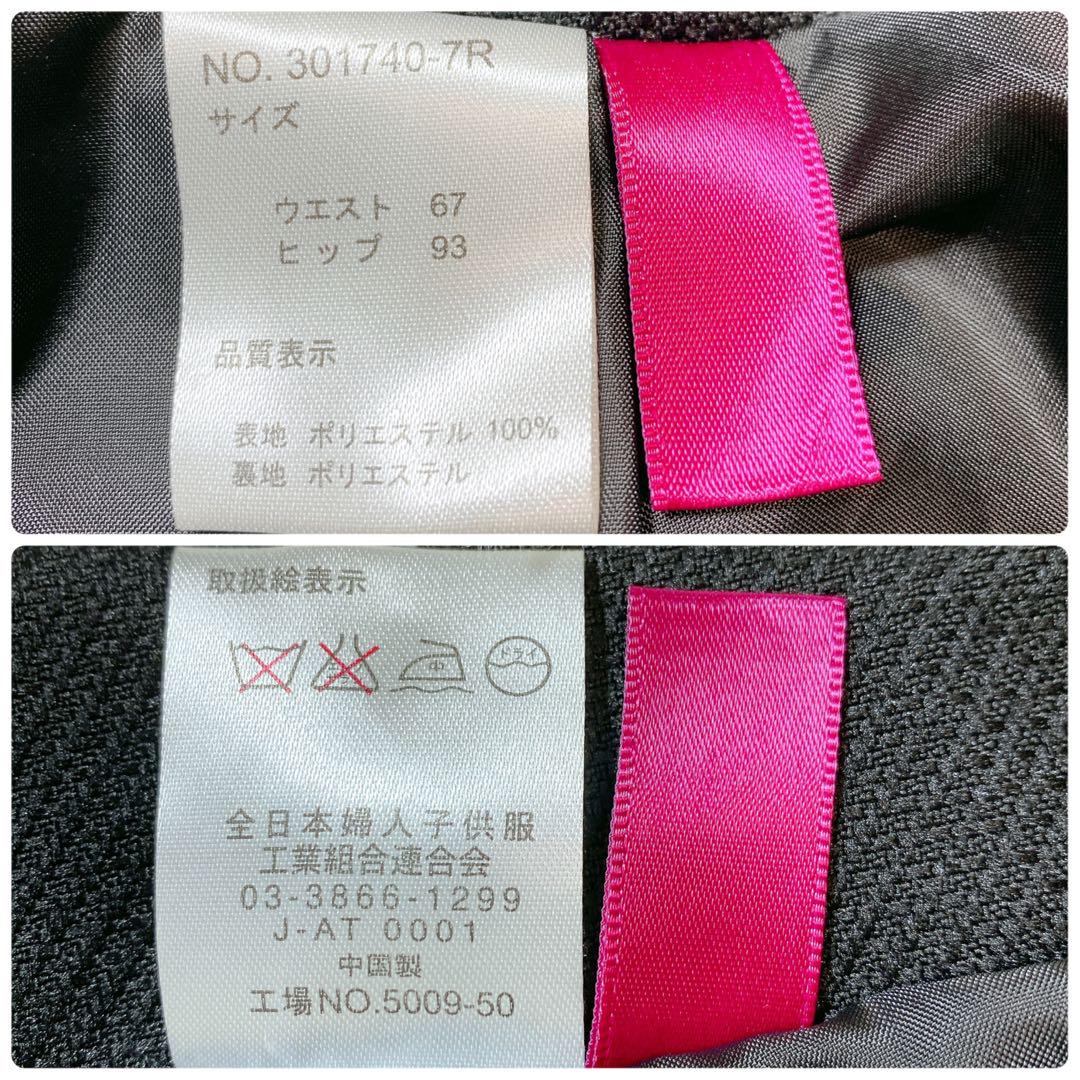 NO. 301740-7R
サイズ
ウエスト 67
ヒップ 93
品質表示
表地 ポリエステル 100%
裏地 ポリエステル
取扱絵表示
中 ドライ
全日本婦人子供服
工業組合連合会
03-3866-1299
J-AT 0001
中国製
工場NO.5009-50